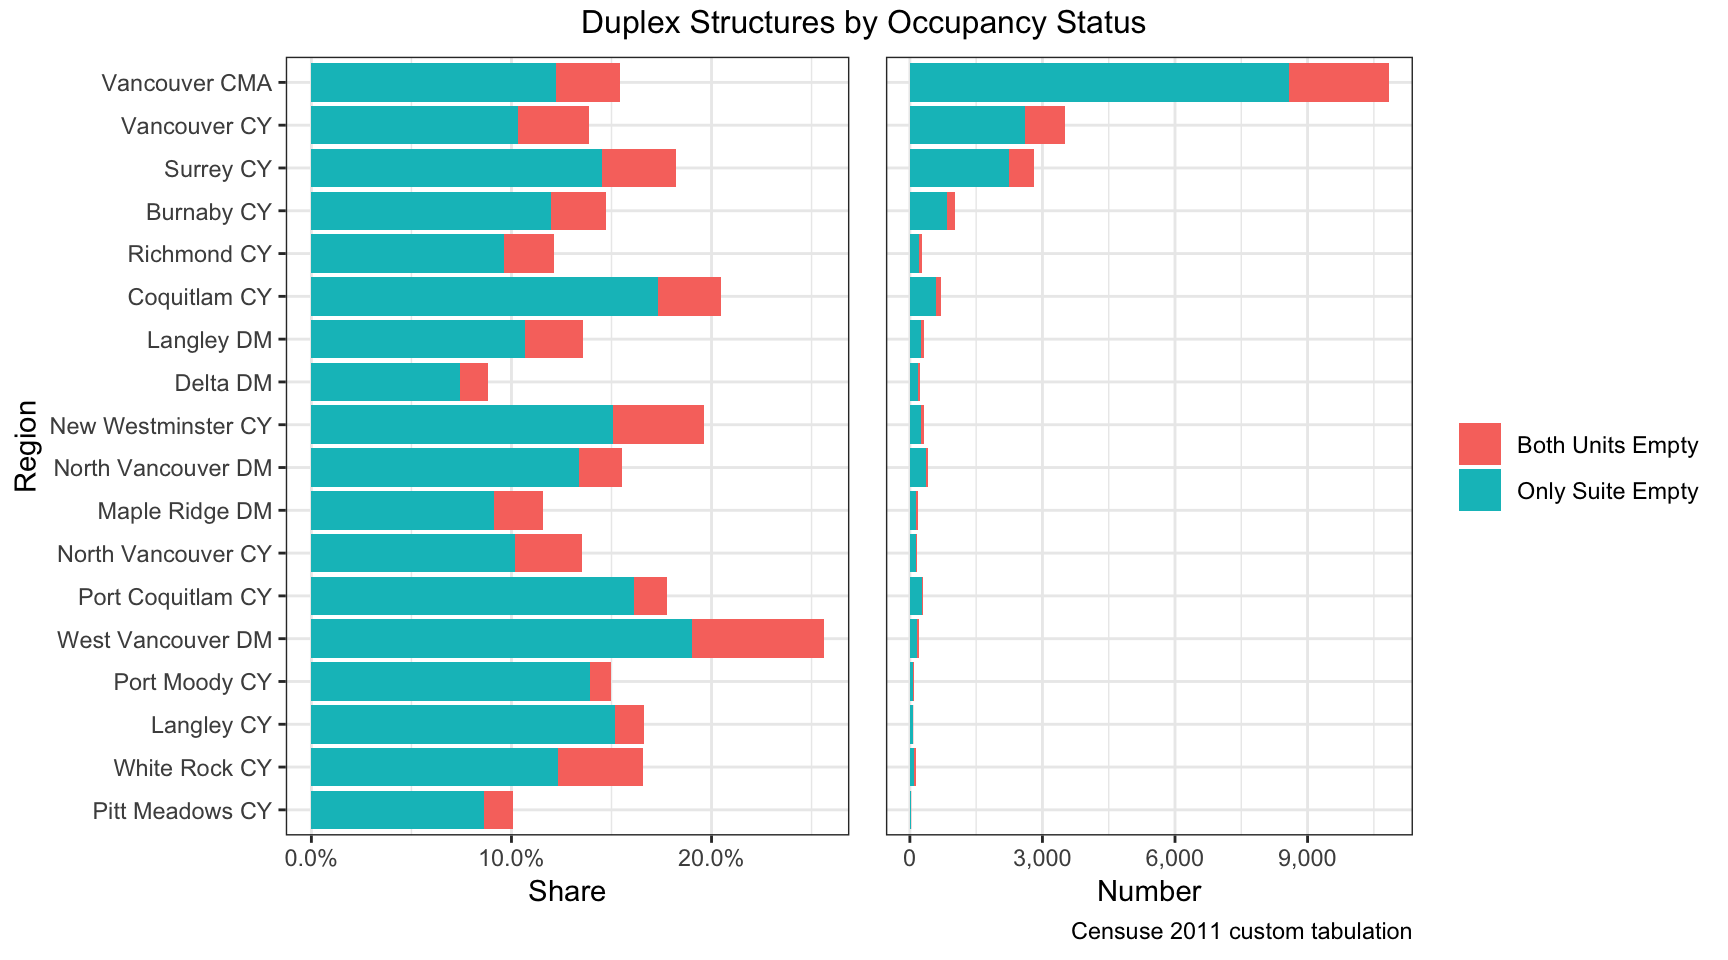 Duplex Structures by Occupancy Status
Region
Vancouver CMA
Vancouver CY
Surrey CY
Burnaby CY
Richmond CY
Coquitlam CY
Langley DM
Delta DM
New Westminster CY
North Vancouver DM
Maple Ridge DM
North Vancouver CY
Port Coquitlam CY
West Vancouver DM
Port Moody CY
Langley CY
White Rock CY
Pitt Meadows CY
0.0% 10.0% 20.0%
Share
0 3,000 6,000 9,000
Number
Both Units Empty
Only Suite Empty
Censuse 2011 custom tabulation